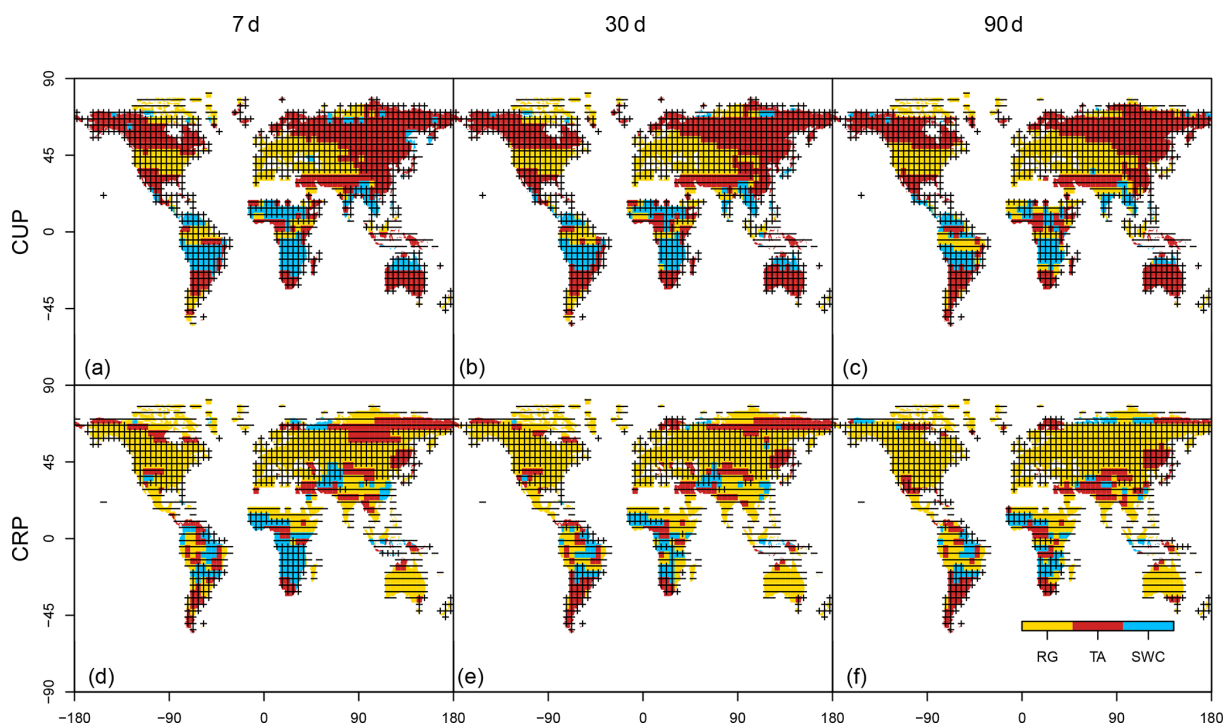 7 d 30 d 90 d
90
45
CUP
0
−45
(a) (b) (c)
90
45
CRP
0
−45
RG TA SWC
(d) (e) (f)
−90
−180 −90 0 90 180 −90 0 90 180 −90 0 90 180